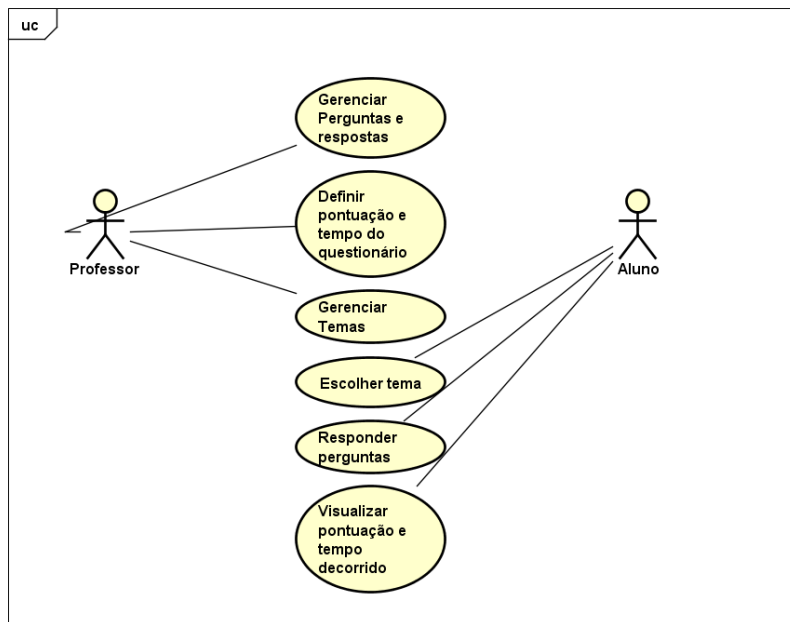 uc
Gerenciar
Perguntas e
respostas
Definir
pontuação e
tempo do
questionário
Professor
Aluno
Gerenciar
Temas
Escolher tema
Responder
perguntas
Visualizar
pontuação e
tempo
decorrido